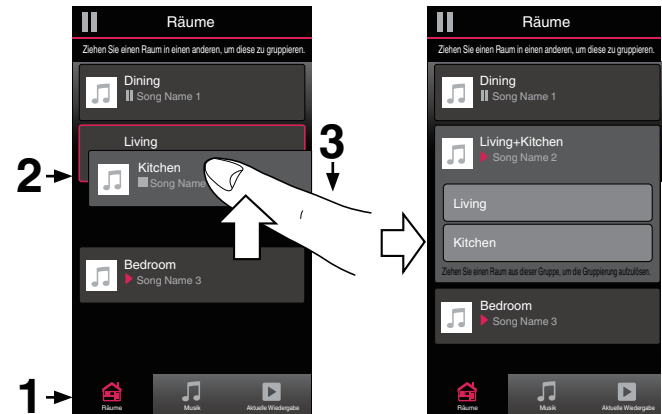 Räume
Ziehen Sie einen Raum in einen anderen, um diese zu gruppieren.
Dining
Song Name 1
Living
Kitchen
Song Name
Bedroom
Song Name 3
Räume
Musik
Aktuelle Wiedergabe
1
2
3
Räume
Ziehen Sie einen Raum in einen anderen, um diese zu gruppieren.
Dining
Song Name 1
Living+Kitchen
Song Name 2
Living
Kitchen
Ziehen Sie einen Raum aus dieser Gruppe, um die Gruppierung aufzulösen.
Bedroom
Song Name 3
Räume
Musik
Aktuelle Wiedergabe